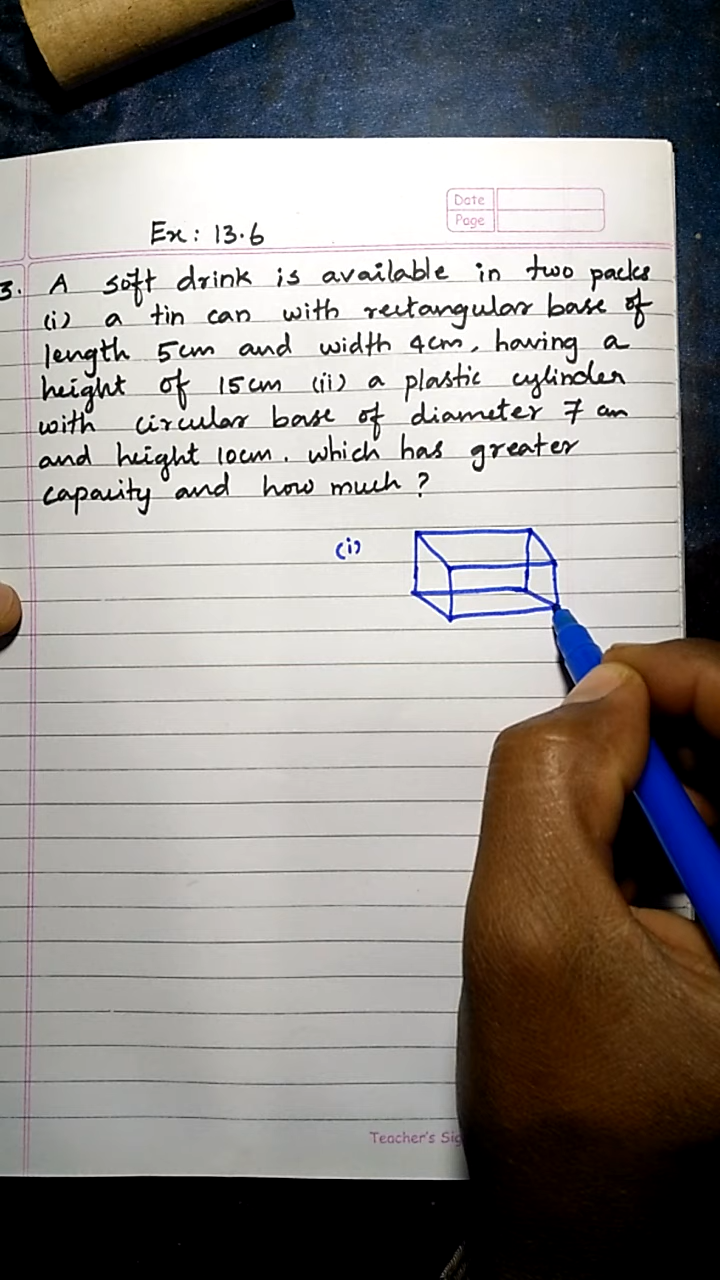 Date
Page
Ex: 13.6
3. A soft drink is available in two packs
(i) a tin can with rectangular base of
length 5cm and width 4cm, having a
height of 15cm (ii) a plastic cylinder
with circular base of diameter 7 cm
and height 10cm. which has greater
capacity and how much ?
(i)
Teacher's Sig